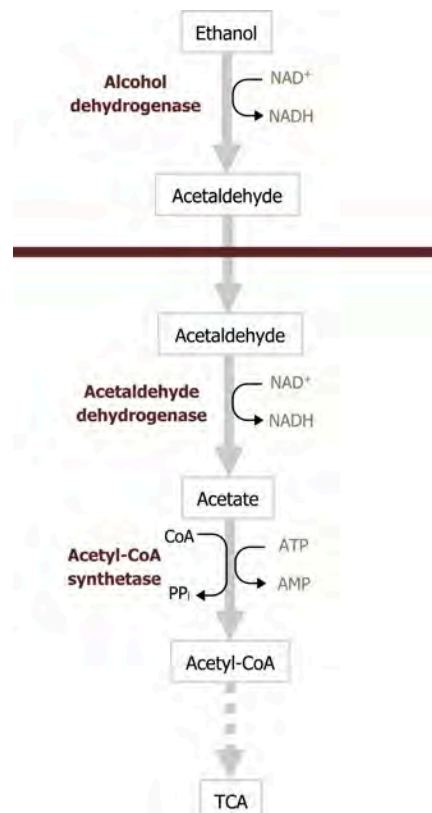 Ethanol
Alcohol
dehydrogenase
NAD⁺
NADH
Acetaldehyde
Acetaldehyde
Acetaldehyde
dehydrogenase
NAD⁺
NADH
Acetate
Acetyl-CoA
synthetase
CoA
PPᵢ
ATP
AMP
Acetyl-CoA
TCA